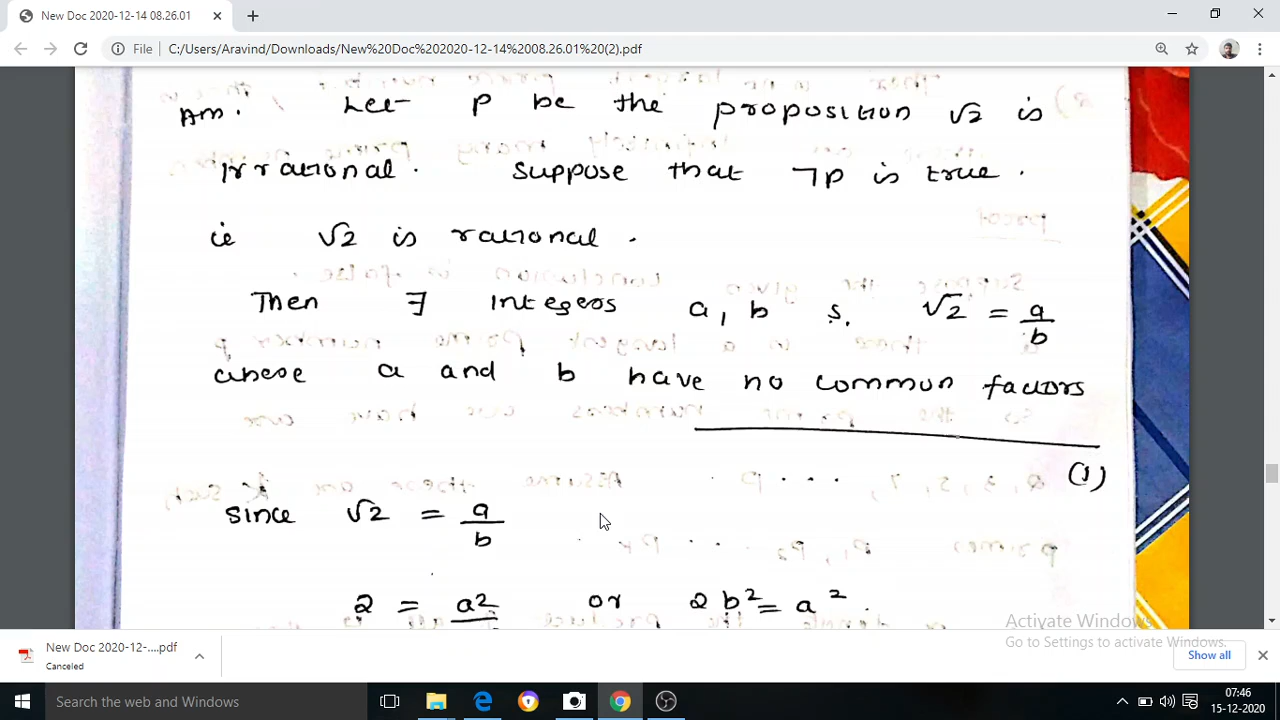 New Doc 2020-12-14 08.26.01
File C:/Users/Aravind/Downloads/New%20Doc%202020-12-14%2008.26.01%20(2).pdf
Ans. Let p be the proposition √2 is
irrational. Suppose that ¬p is true.
ie √2 is rational.
Then ∃ integers a, b s. √2 = a/b
where a and b have no common factors
(1)
since √2 = a/b
2 = a2 or 2b² = a².
Activate Windows
Go to Settings to activate Windows.
New Doc 2020-12-....pdf
Canceled
Show all
Search the web and Windows
07:46
15-12-2020